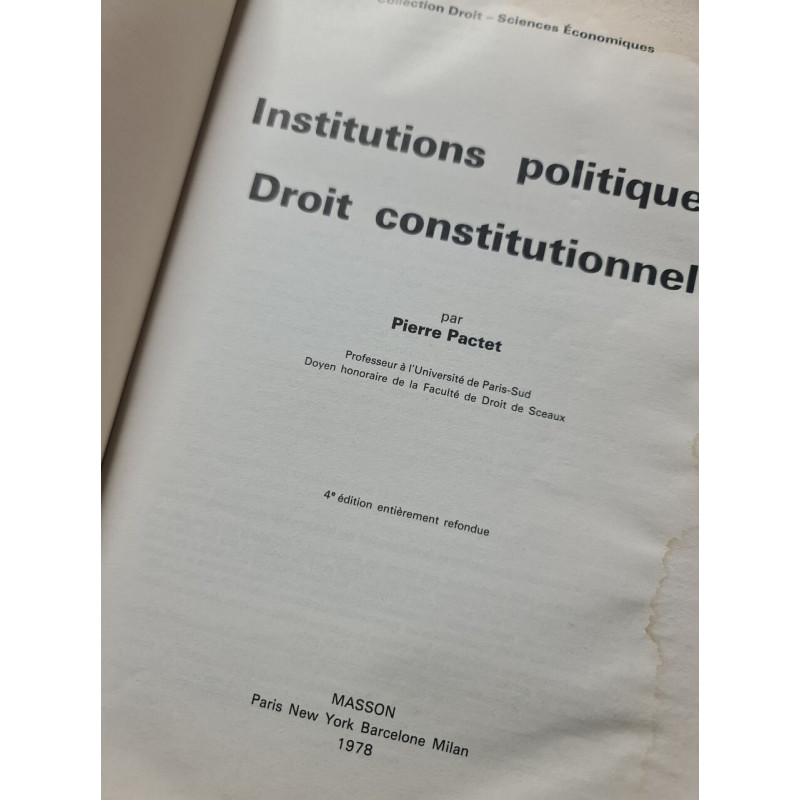 Collection Droit – Sciences Économiques
Institutions politique
Droit constitutionnel
par
Pierre Pactet
Professeur à l'Université de Paris-Sud
Doyen honoraire de la Faculté de Droit de Sceaux
4e édition entièrement refondue
MASSON
Paris New York Barcelone Milan
1978